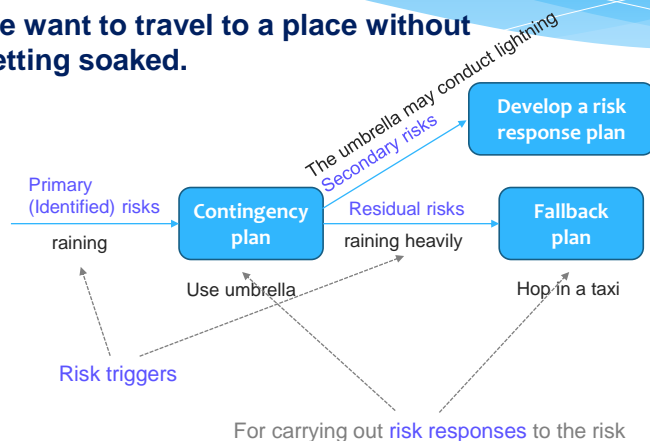 e want to travel to a place without
etting soaked.
The umbrella may conduct lightning
Secondary risks
Develop a risk
response plan
Primary
(Identified) risks
raining
Contingency
plan
Residual risks
raining heavily
Fallback
plan
Use umbrella
Hop in a taxi
Risk triggers
For carrying out risk responses to the risk